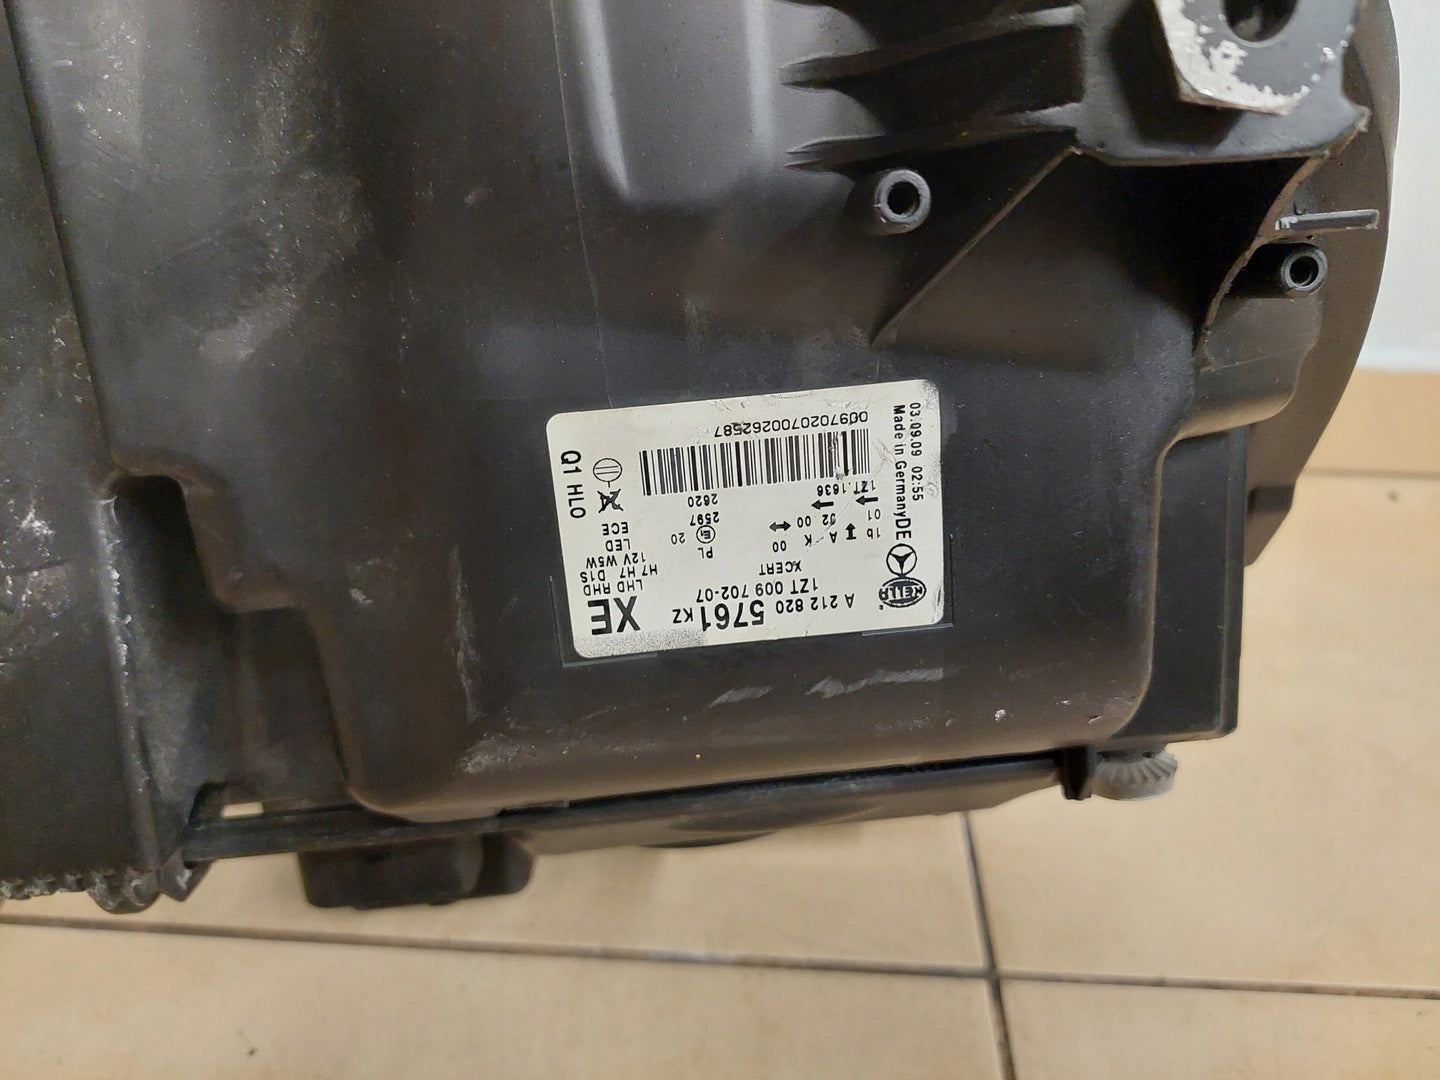 HELLA
DE
Made in Germany
03.09.09 02:55
A 212 820
5761 KZ
1ZT 009 702-07
XCERT
XE
LHD RHD
H7 H7 D1S
12V W5W
LED
ECE
PL
E1 20
2597
2620
1b A K 00
01 02 00
1ZT.1636
00970207002622587
Q1 HLO